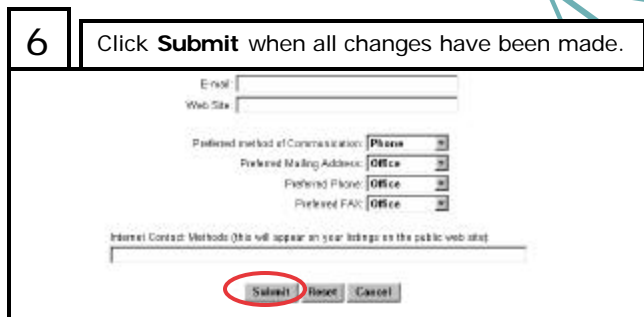 6
Click Submit when all changes have been made.
E-mail:
Web Site:
Preferred method of Communication: Phone
Preferred Mailing Address: Office
Preferred Phone: Office
Preferred FAX: Office
Internet Contact Methods (this will appear on your listings on the public web site):
Submit Reset Cancel